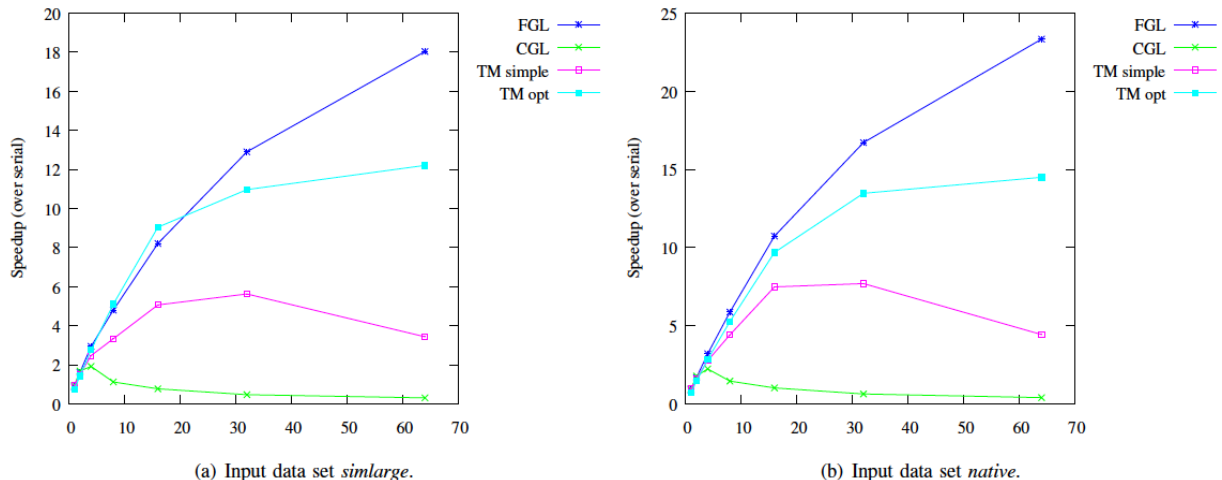 20
18
16
14
12
10
8
6
4
2
0
Speedup (over serial)
0 10 20 30 40 50 60 70
FGL
CGL
TM simple
TM opt
(a) Input data set simlarge.
25
20
15
10
5
0
Speedup (over serial)
0 10 20 30 40 50 60 70
FGL
CGL
TM simple
TM opt
(b) Input data set native.